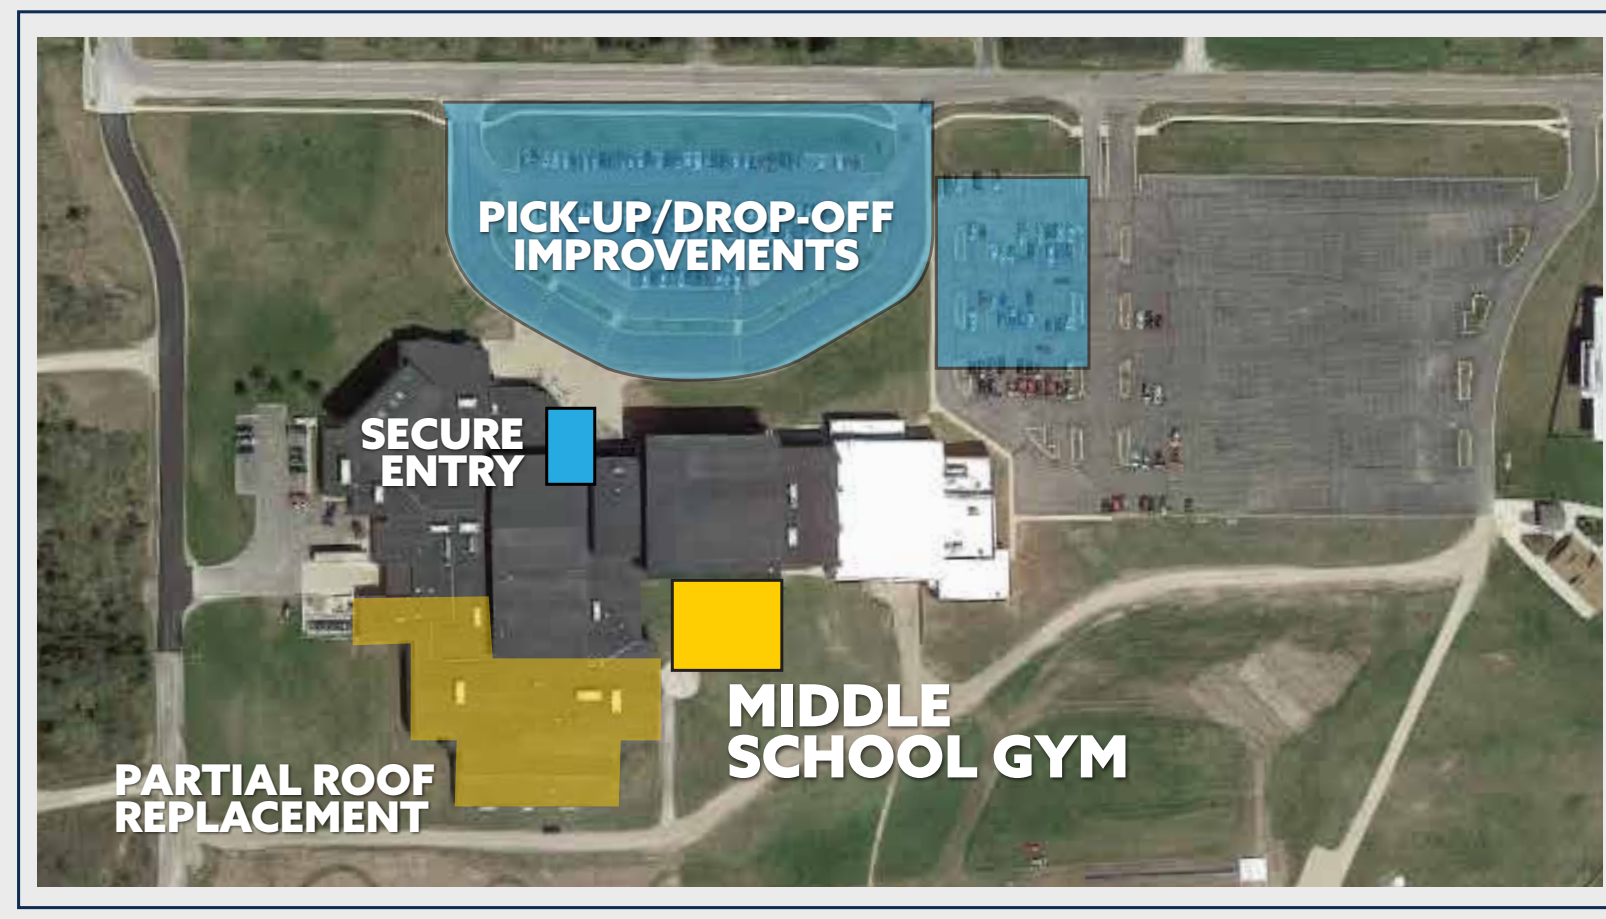 PICK-UP/DROP-OFF
IMPROVEMENTS
SECURE
ENTRY
MIDDLE
SCHOOL GYM
PARTIAL ROOF
REPLACEMENT